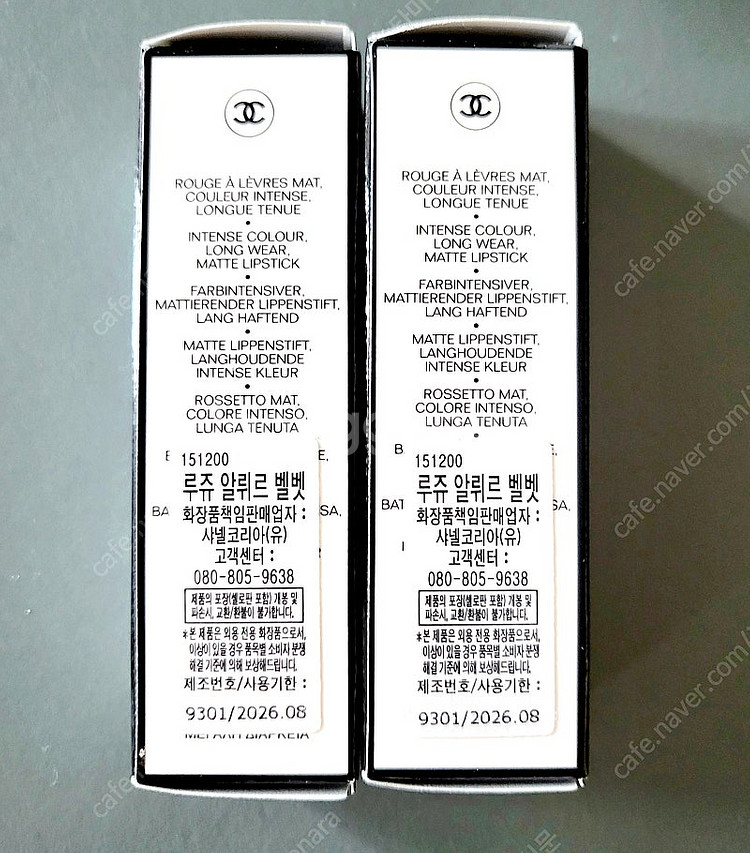 ROUGE À LÈVRES MAT,
COULEUR INTENSE,
LONGUE TENUE
•
INTENSE COLOUR,
LONG WEAR,
MATTE LIPSTICK
•
FARBINTENSIVER,
MATTIERENDER LIPPENSTIFT,
LANG HAFTEND
•
MATTE LIPPENSTIFT,
LANGHOUDENDE
INTENSE KLEUR
•
ROSSETTO MAT,
COLORE INTENSO,
LUNGA TENUTA
151200
루쥬 알뤼르 벨벳
화장품책임판매업자 :
샤넬코리아(유)
고객센터 :
080-805-9638
제품의 포장(셀로판 포함) 개봉 및
파손시, 교환/환불이 불가합니다.
*본 제품은 외용 전용 화장품으로서,
이상이 있을 경우 품목별 소비자 분쟁
해결 기준에 의해 보상해드립니다.
제조번호/사용기한 :
9301/2026.08
ROUGE À LÈVRES MAT,
COULEUR INTENSE,
LONGUE TENUE
•
INTENSE COLOUR,
LONG WEAR,
MATTE LIPSTICK
•
FARBINTENSIVER,
MATTIERENDER LIPPENSTIFT,
LANG HAFTEND
•
MATTE LIPPENSTIFT,
LANGHOUDENDE
INTENSE KLEUR
•
ROSSETTO MAT,
COLORE INTENSO,
LUNGA TENUTA
•
151200
루쥬 알뤼르 벨벳
화장품책임판매업자 :
샤넬코리아(유)
고객센터 :
080-805-9638
제품의 포장(셀로판 포함) 개봉 및
파손시, 교환/환불이 불가합니다.
*본 제품은 외용 전용 화장품으로서,
이상이 있을 경우 품목별 소비자 분쟁
해결 기준에 의해 보상해드립니다.
제조번호/사용기한 :
9301/2026.08
cafe.naver.com
cafe.naver.com
cafe.naver.com